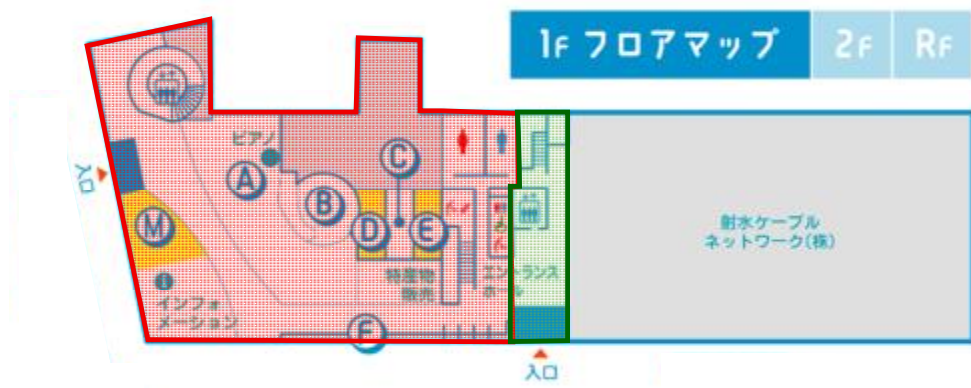 1F フロアマップ
2F
RF
ピアノ
入口
A
B
C
D
E
M
特産物
販売
エントランス
ホール
i
インフォ
メーション
F
入口
射水ケーブル
ネットワーク(株)